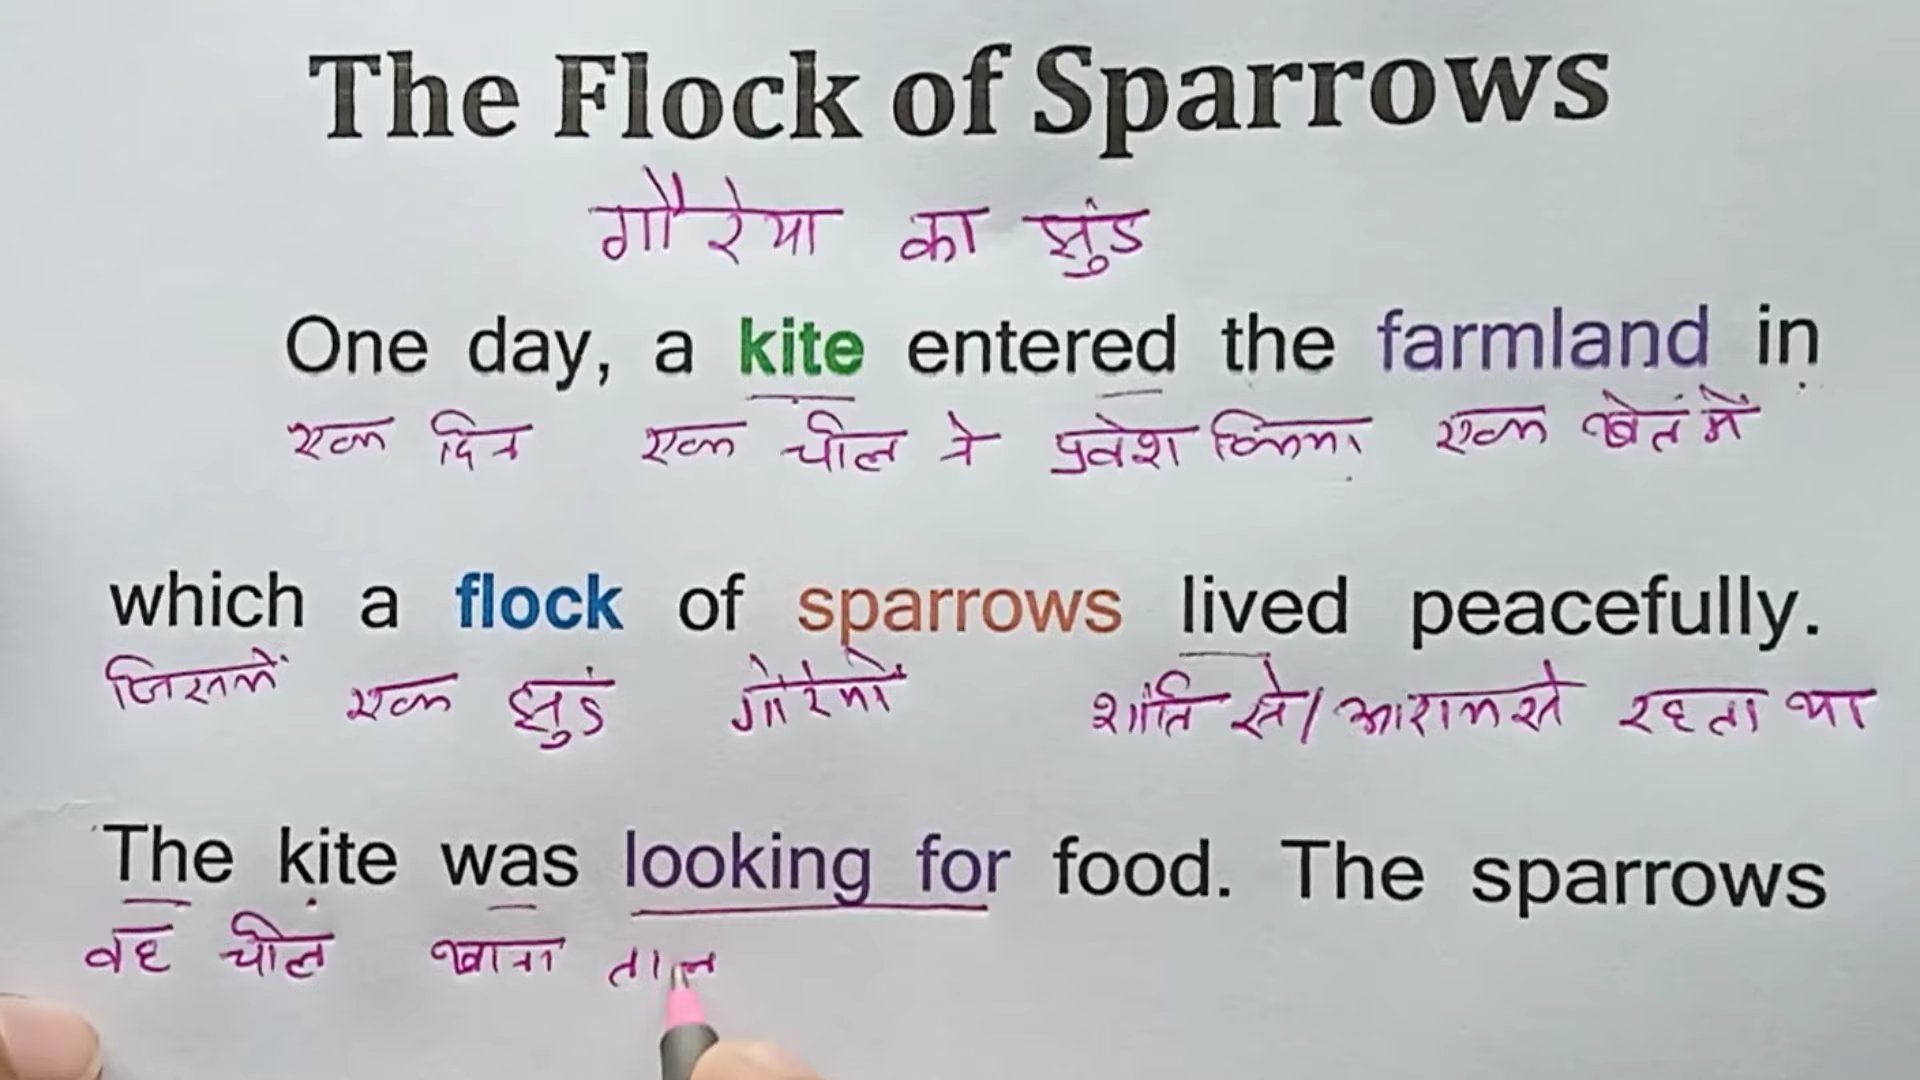 The Flock of Sparrows
गौरेया का झुंड
One day, a kite entered the farmland in
एक दिन एक चील ने प्रवेश किया एक खेत में
which a flock of sparrows lived peacefully.
जिसमें एक झुंड गौरेयों शांति से/आराम से रहता था
The kite was looking for food. The sparrows
वह चील खाना